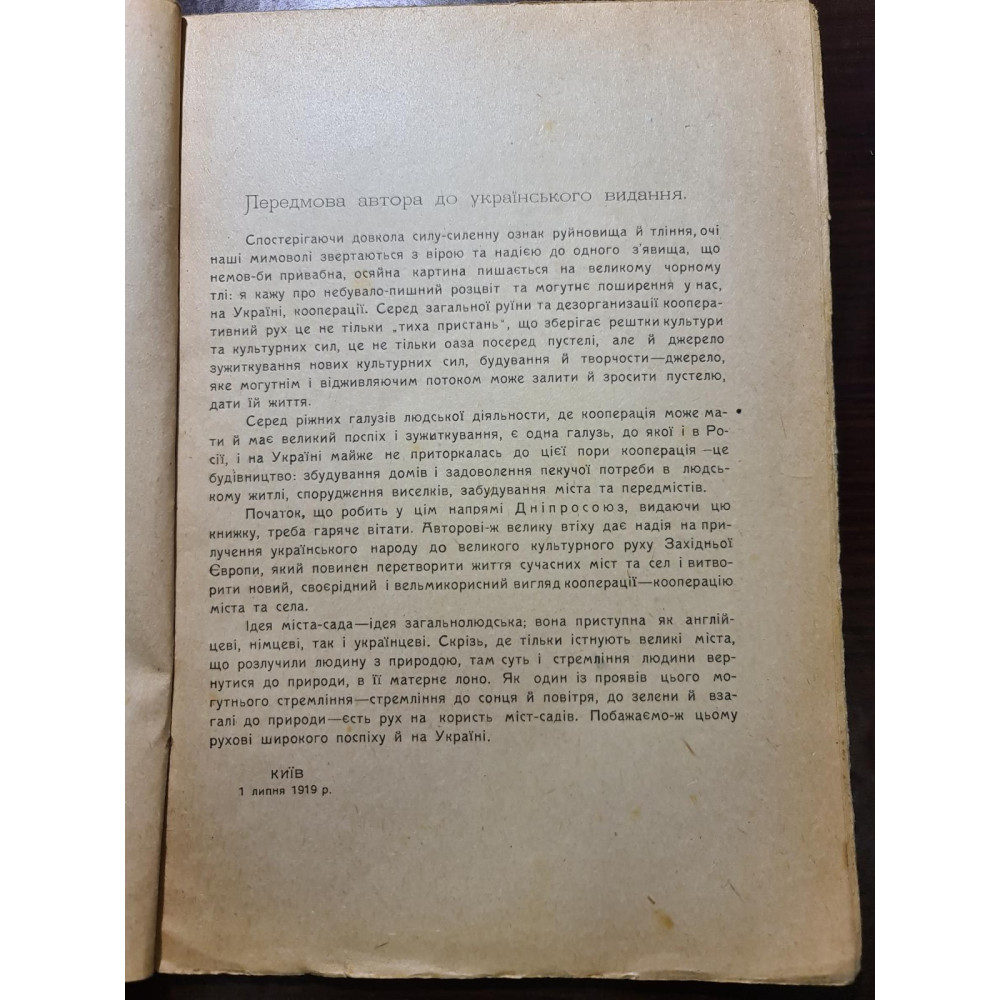 Передмова автора до українського видання.
Спостерігаючи довкола силу-силенну ознак руйновища й тління, очі
наші мимоволі звертаються з вірою та надією до одного з’явища, що
немов-би привабна, осяйна картина пишається на великому чорному
тлі: я кажу про небувало-пишний розцвіт та могутнє поширення у нас,
на Україні, кооперації. Серед загальної руїни та дезорганизації коопера-
тивний рух це не тільки „тиха пристань“, що зберігає рештки культури
та культурних сил, це не тільки оаза посеред пустелі, але й джерело
зужиткування нових культурних сил, будування й творчости—джерело,
яке могутнім і відживляючим потоком може залити й зросити пустелю,
дати їй життя.
Серед ріжних галузів людської діяльности, де кооперація може ма-
ти й має великий поспіх і зужиткування, є одна галузь, до якої і в Ро-
сії, і на Україні майже не приторкалась до цієї пори кооперація—це
будівництво: збудування домів і задоволення пекучої потреби в людсь-
кому житлі, спорудження виселків, забудування міста та передмістів.
Початок, що робить у цім напрямі Дніпросоюз, видаючи цю
книжку, треба гаряче вітати. Авторові-ж велику втіху дає надія на при-
лучення українського народу до великого культурного руху Західньої
Європи, який повинен перетворити життя сучасних міст та сел і витво-
рити новий, своєрідний і вельмикорисний вигляд кооперації—кооперацію
міста та села.
Ідея міста-сада—ідея загальнолюдська; вона приступна як англій-
цеві, німцеві, так і українцеві. Скрізь, де тільки істнують великі міста,
що розлучили людину з природою, там суть і стремління людини вер-
нутися до природи, в її матерне лоно. Як один із проявів цього мо-
гутнього стремління—стремління до сонця й повітря, до зелени й вза-
галі до природи—єсть рух на користь міст-садів. Побажаємо-ж цьому
рухові широкого поспіху й на Україні.
КИЇВ
1 липня 1919 р.